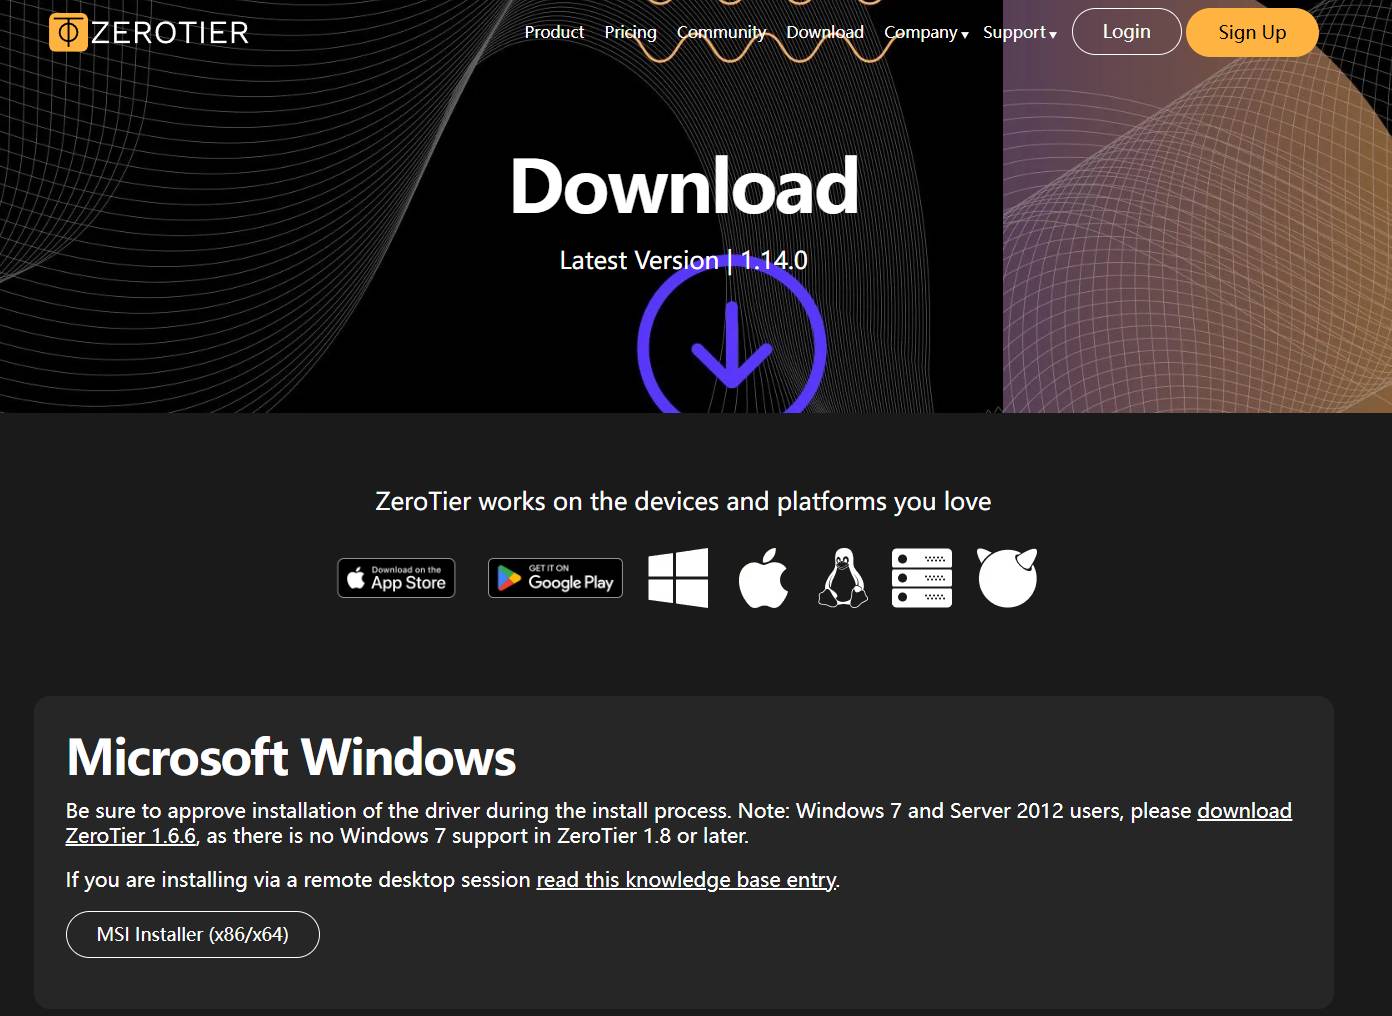 ZEROTIER
Product Pricing Community Download Company Support Login Sign Up
Download
Latest Version | 1.14.0
ZeroTier works on the devices and platforms you love
Download on the
App Store
GET IT ON
Google Play
Microsoft Windows
Be sure to approve installation of the driver during the install process. Note: Windows 7 and Server 2012 users, please download
ZeroTier 1.6.6, as there is no Windows 7 support in ZeroTier 1.8 or later.
If you are installing via a remote desktop session read this knowledge base entry.
MSI Installer (x86/x64)